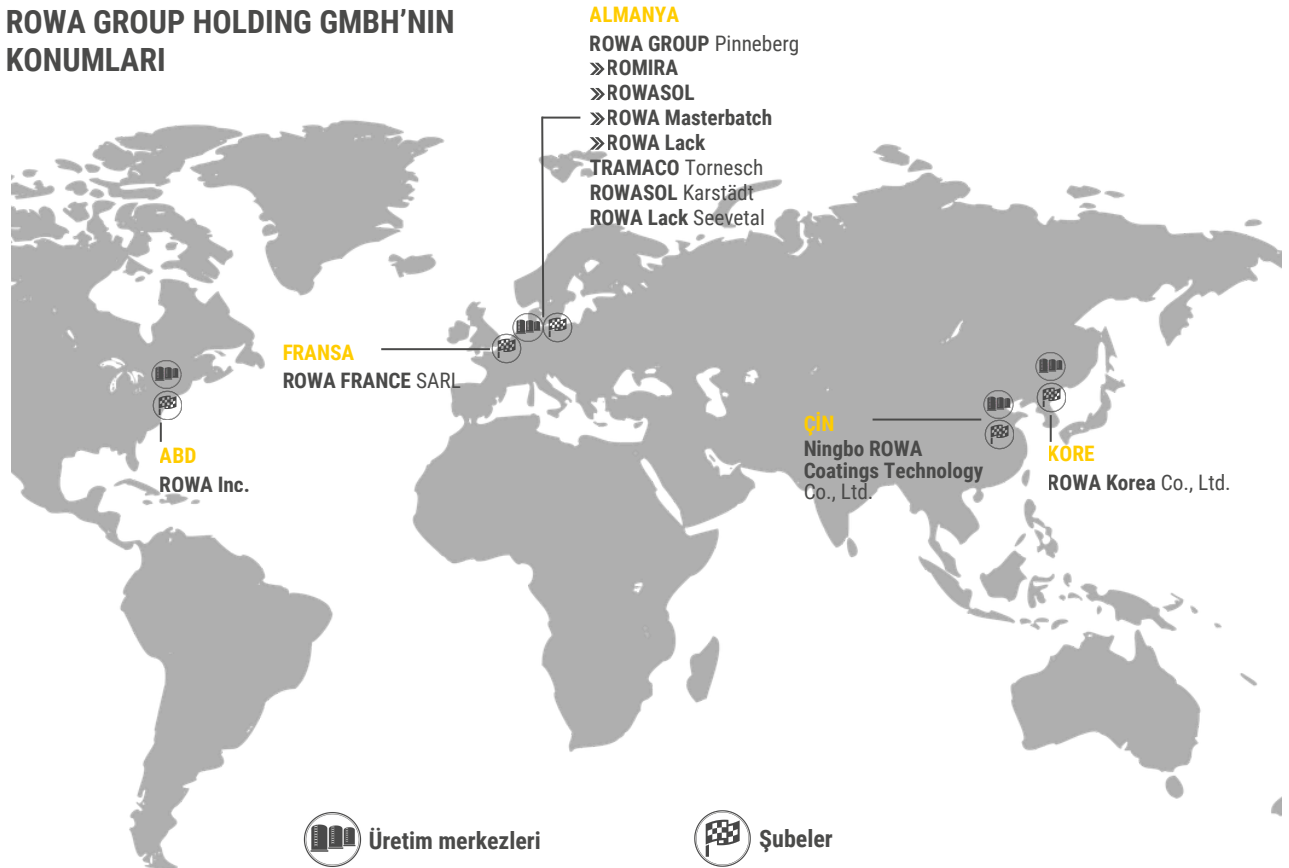 ROWA GROUP HOLDING GMBH’NIN
KONUMLARI
ALMANYA
ROWA GROUP Pinneberg
»ROMIRA
»ROWASOL
»ROWA Masterbatch
»ROWA Lack
TRAMACO Tornesch
ROWASOL Karstädt
ROWA Lack Seevetal
FRANSA
ROWA FRANCE SARL
ABD
ROWA Inc.
ÇİN
Ningbo ROWA
Coatings Technology
Co., Ltd.
KORE
ROWA Korea Co., Ltd.
Üretim merkezleri
Şubeler